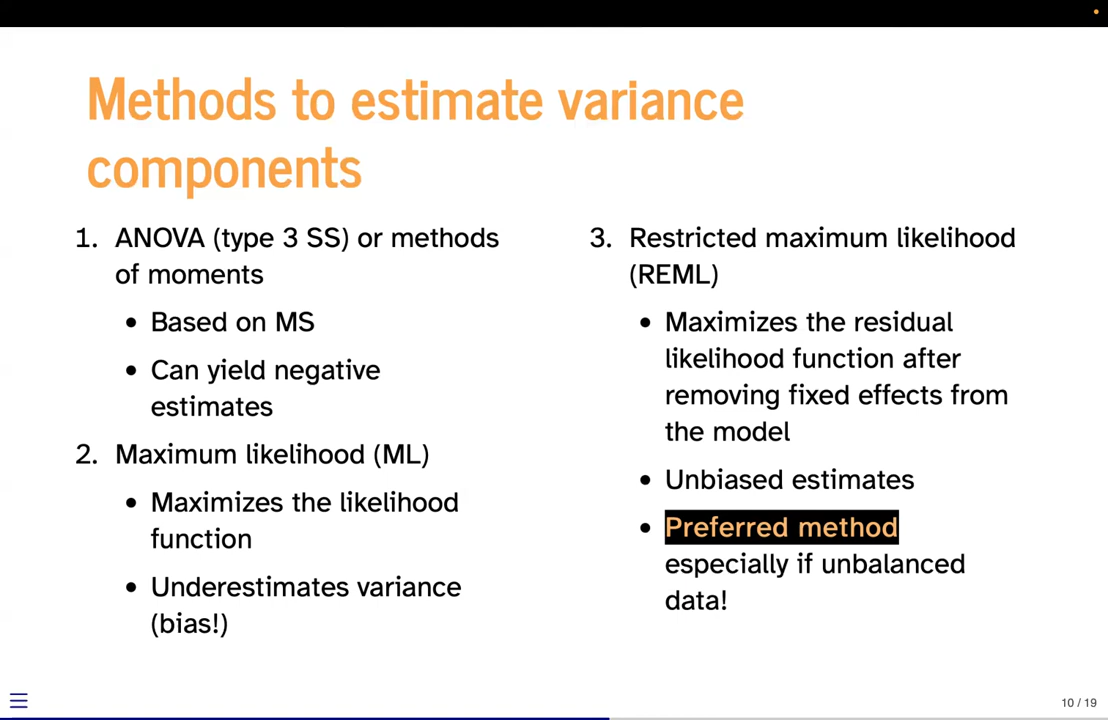 Methods to estimate variance
components
1. ANOVA (type 3 SS) or methods
of moments
• Based on MS
• Can yield negative
estimates
2. Maximum likelihood (ML)
• Maximizes the likelihood
function
• Underestimates variance
(bias!)
3. Restricted maximum likelihood
(REML)
• Maximizes the residual
likelihood function after
removing fixed effects from
the model
• Unbiased estimates
• Preferred method
especially if unbalanced
data!
10 / 19